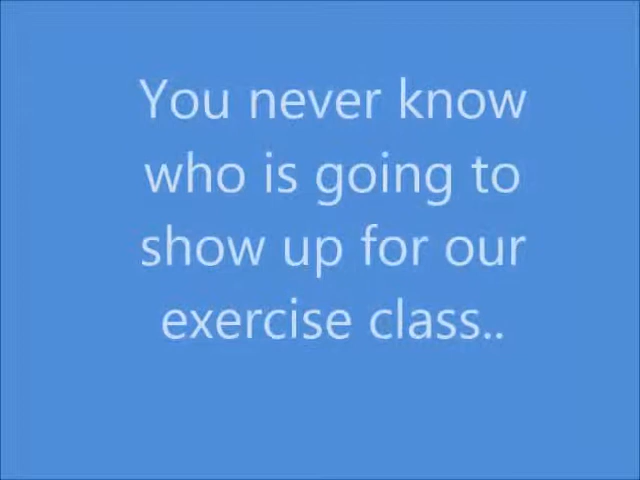 You never know
who is going to
show up for our
exercise class..